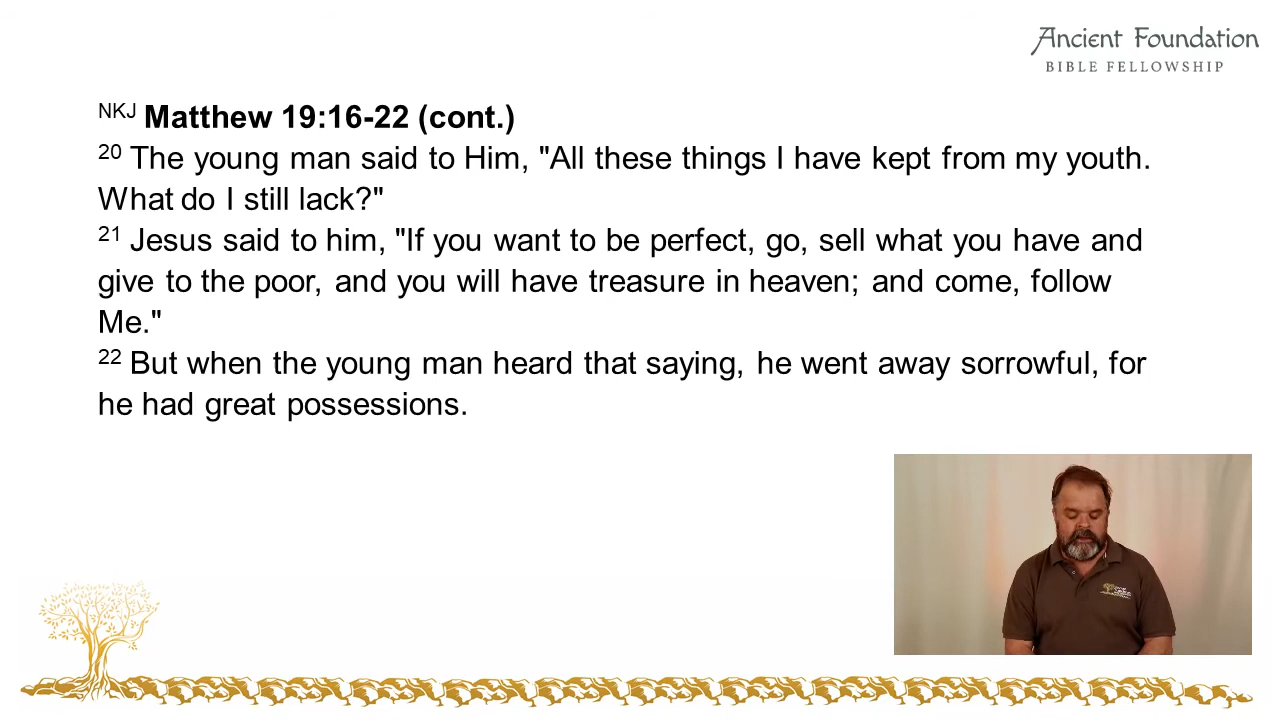 Ancient Foundation
BIBLE FELLOWSHIP
NKJ Matthew 19:16-22 (cont.)
20 The young man said to Him, "All these things I have kept from my youth.
What do I still lack?"
21 Jesus said to him, "If you want to be perfect, go, sell what you have and
give to the poor, and you will have treasure in heaven; and come, follow
Me."
22 But when the young man heard that saying, he went away sorrowful, for
he had great possessions.